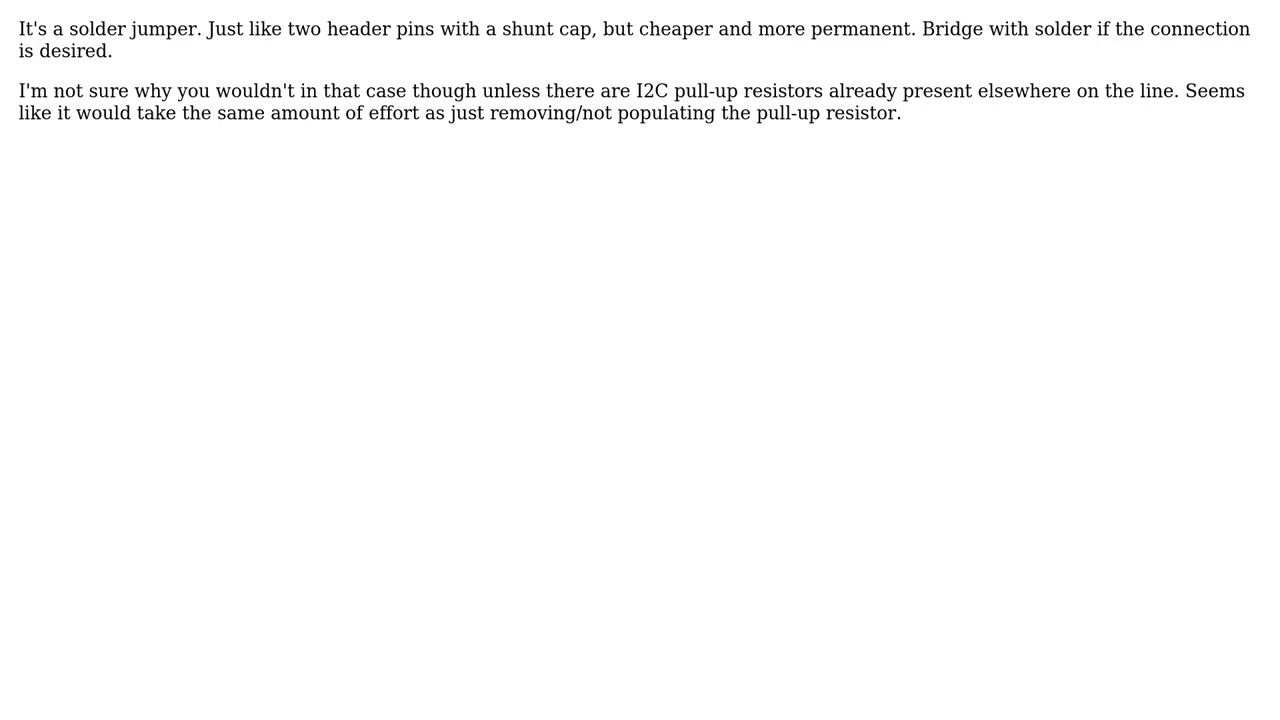 It's a solder jumper. Just like two header pins with a shunt cap, but cheaper and more permanent. Bridge with solder if the connection
is desired.
I'm not sure why you wouldn't in that case though unless there are I2C pull-up resistors already present elsewhere on the line. Seems
like it would take the same amount of effort as just removing/not populating the pull-up resistor.